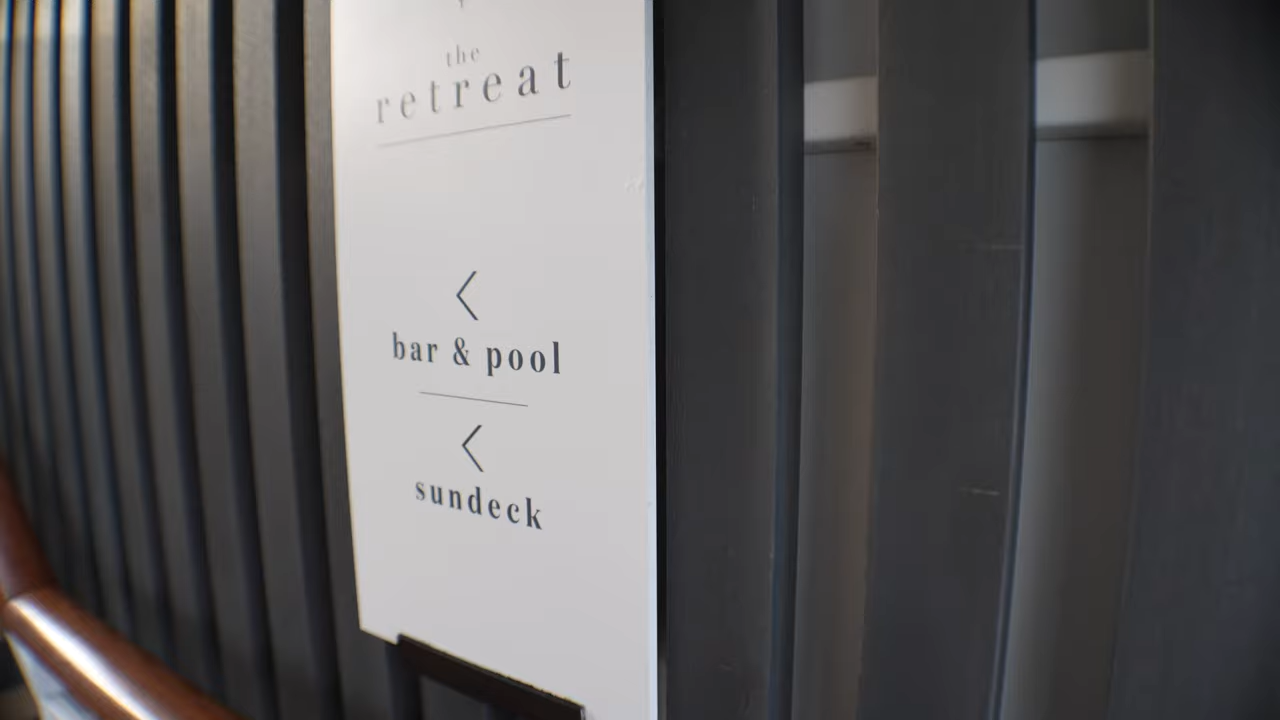 the
retreat
bar & pool
sundeck